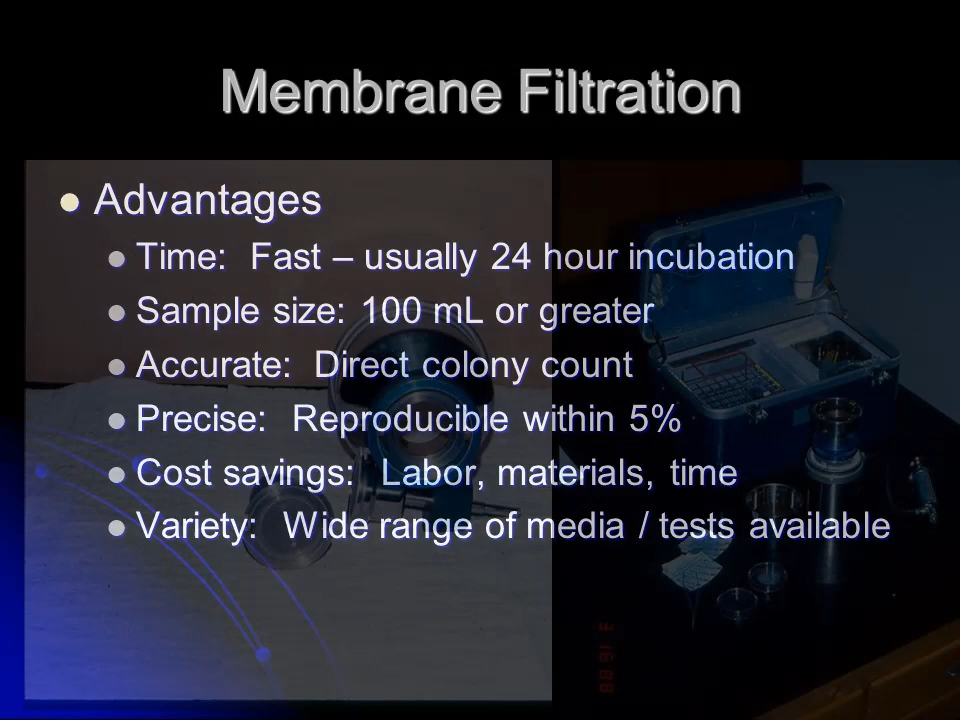 Membrane Filtration
Advantages
Time: Fast – usually 24 hour incubation
Sample size: 100 mL or greater
Accurate: Direct colony count
Precise: Reproducible within 5%
Cost savings: Labor, materials, time
Variety: Wide range of media / tests available